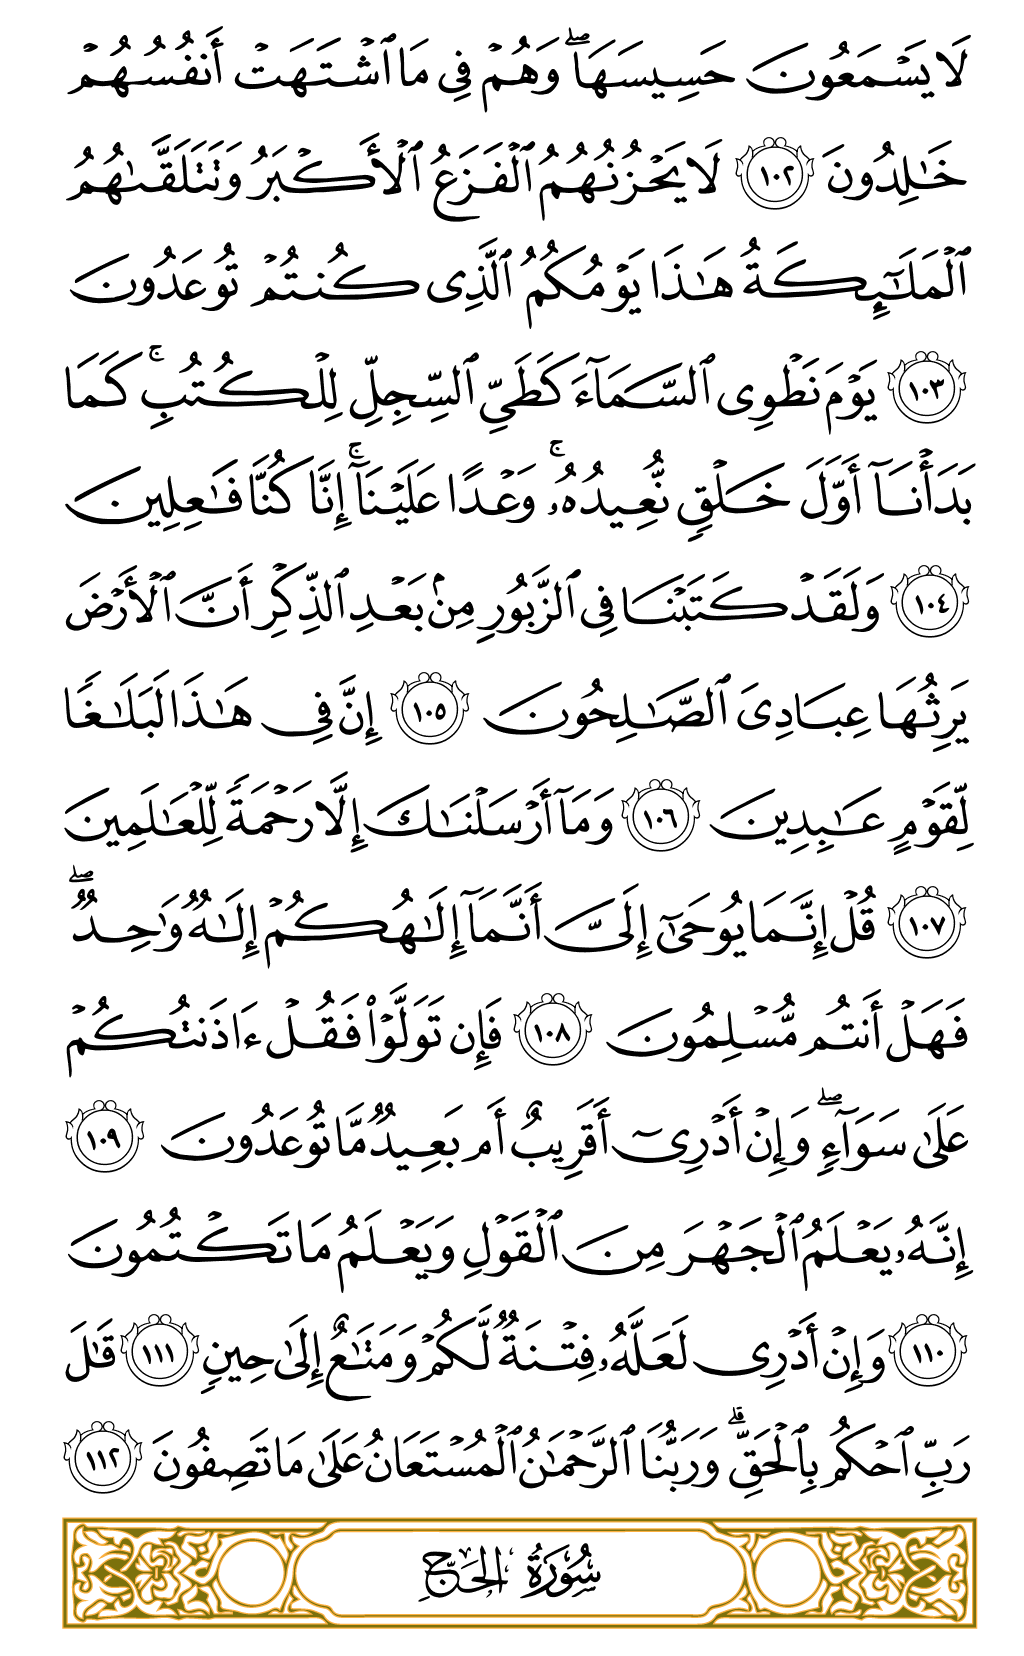 لَا يَسۡمَعُونَ حَسِيسَهَاۖ وَهُمۡ فِي مَا ٱشۡتَهَتۡ أَنفُسُهُمۡ
خَٰلِدُونَ ١٠٢ لَا يَحۡزُنُهُمُ ٱلۡفَزَعُ ٱلۡأَكۡبَرُ وَتَتَلَقَّىٰهُمُ
ٱلۡمَلَٰٓئِكَةُ هَٰذَا يَوۡمُكُمُ ٱلَّذِي كُنتُمۡ تُوعَدُونَ
١٠٣ يَوۡمَ نَطۡوِي ٱلسَّمَآءَ كَطَيِّ ٱلسِّجِلِّ لِلۡكُتُبِۚ كَمَا
بَدَأۡنَآ أَوَّلَ خَلۡقٖ نُّعِيدُهُۥۚ وَعۡدًا عَلَيۡنَآۚ إِنَّا كُنَّا فَٰعِلِينَ
١٠٤ وَلَقَدۡ كَتَبۡنَا فِي ٱلزَّبُورِ مِنۢ بَعۡدِ ٱلذِّكۡرِ أَنَّ ٱلۡأَرۡضَ
يَرِثُهَا عِبَادِيَ ٱلصَّٰلِحُونَ ١٠٥ إِنَّ فِي هَٰذَا لَبَلَٰغٗا
لِّقَوۡمٍ عَٰبِدِينَ ١٠٦ وَمَآ أَرۡسَلۡنَٰكَ إِلَّا رَحۡمَةٗ لِّلۡعَٰلَمِينَ
١٠٧ قُلۡ إِنَّمَا يُوحَىٰٓ إِلَيَّ أَنَّمَآ إِلَٰهُكُمۡ إِلَٰهٞ وَٰحِدٞۖ
فَهَلۡ أَنتُم مُّسۡلِمُونَ ١٠٨ فَإِن تَوَلَّوۡاْ فَقُلۡ ءَاذَنتُكُمۡ
عَلَىٰ سَوَآءٖۖ وَإِنۡ أَدۡرِيٓ أَقَرِيبٌ أَم بَعِيدٞ مَّا تُوعَدُونَ ١٠٩
إِنَّهُۥ يَعۡلَمُ ٱلۡجَهۡرَ مِنَ ٱلۡقَوۡلِ وَيَعۡلَمُ مَا تَكۡتُمُونَ
١١٠ وَإِنۡ أَدۡرِي لَعَلَّهُۥ فِتۡنَةٞ لَّكُمۡ وَمَتَٰعٌ إِلَىٰ حِينٖ ١١١ قَٰلَ
رَبِّ ٱحۡكُم بِٱلۡحَقِّۗ وَرَبُّنَا ٱلرَّحۡمَٰنُ ٱلۡمُسۡتَعَانُ عَلَىٰ مَا تَصِفُونَ ١١٢
سُورَةُ الحَجِّ